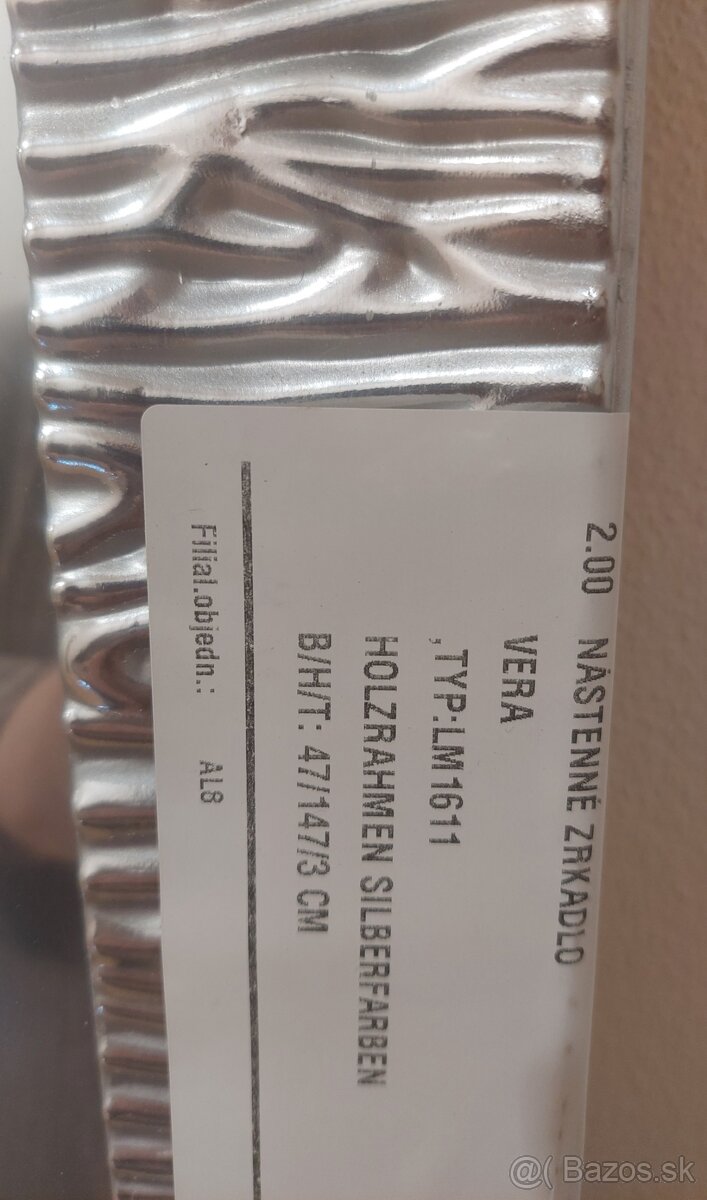 2.00 NÁSTENNÉ ZRKADLO
VERA
,TYP:LM1611
HOLZRAHMEN SILBERFARBEN
B/H/T: 47/147/3 CM
Filial.objedn.: AL8
@( Bazos.sk